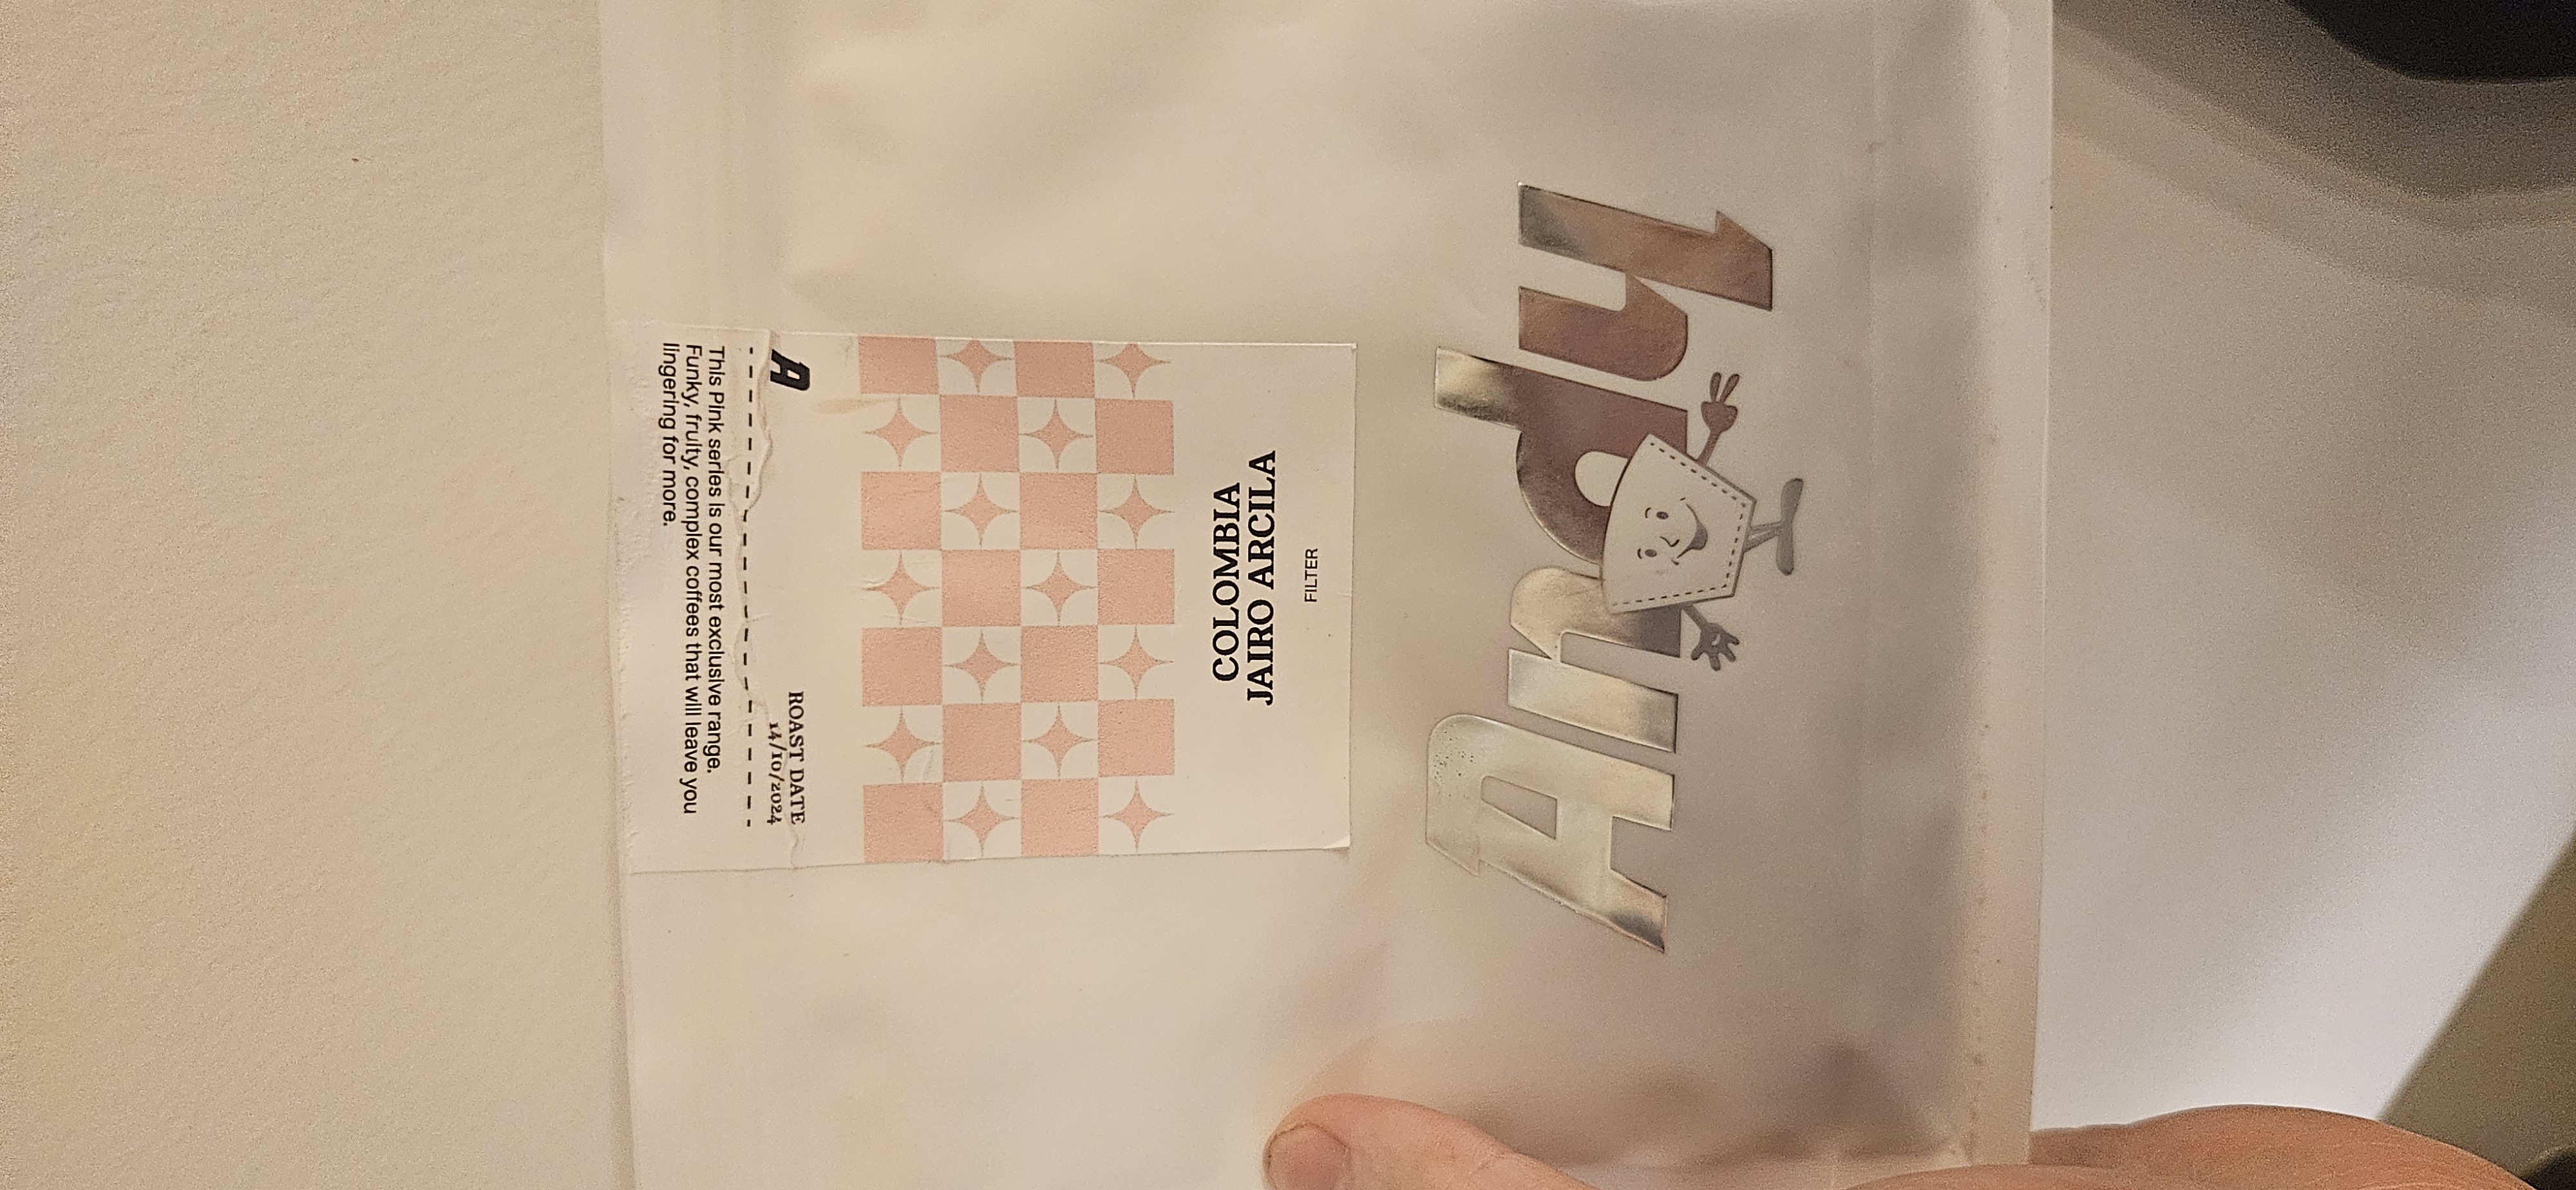 This Pink series is our most exclusive range.
Funky, fruity, complex coffees that will leave you
lingering for more.
A
ROAST DATE
14/10/2024
COLOMBIA
JAIRO ARCILA
FILTER
Andy